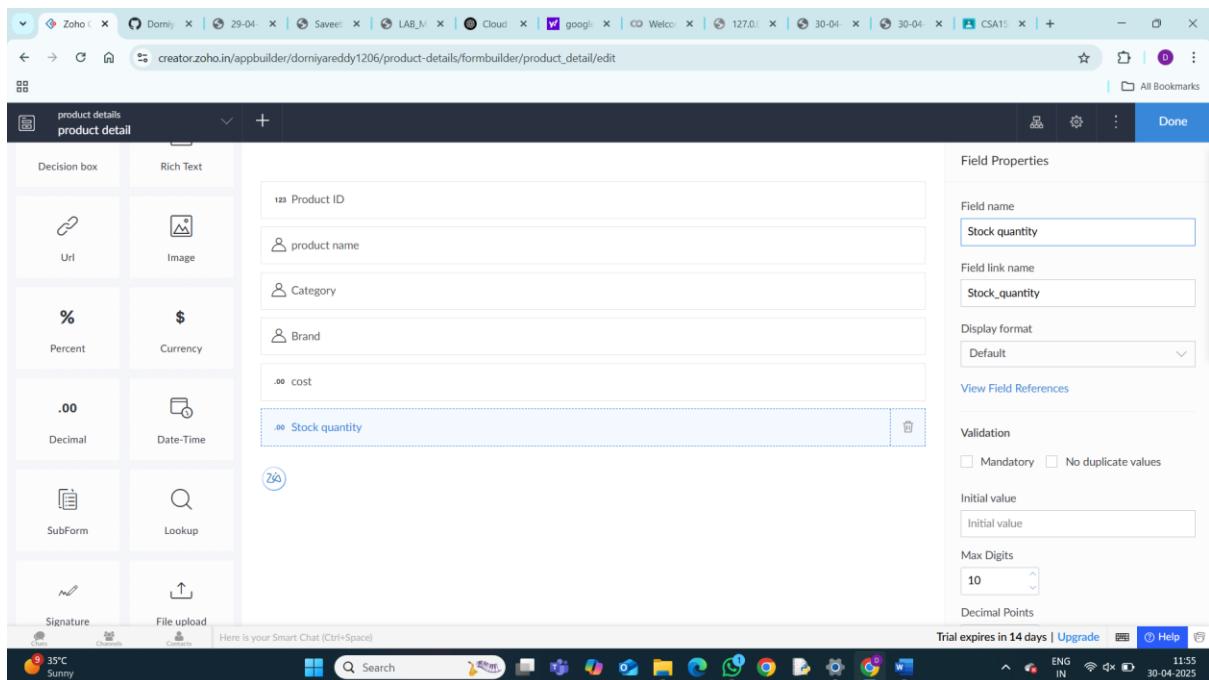 Zoho C
Dorniy
29-04-
Saveet
LAB_M
Cloud
googl
Welco
127.0.
30-04-
30-04-
CSA15
creator.zoho.in/appbuilder/dorniyareddy1206/product-details/formbuilder/product_detail/edit
D
All Bookmarks
product details
product detail
Done
Decision box
Rich Text
Url
Image
%
$
Percent
Currency
.00
Decimal
Date-Time
SubForm
Lookup
Signature
File upload
123 Product ID
product name
Category
Brand
.00 cost
.00 Stock quantity
Zia
Field Properties
Field name
Stock quantity
Field link name
Stock_quantity
Display format
Default
View Field References
Validation
Mandatory No duplicate values
Initial value
Initial value
Max Digits
10
Decimal Points
Chats Channels Contacts Here is your Smart Chat (Ctrl+Space)
Trial expires in 14 days | Upgrade
Help
9
35°C
Sunny
Search
ENG
IN
11:55
30-04-2025